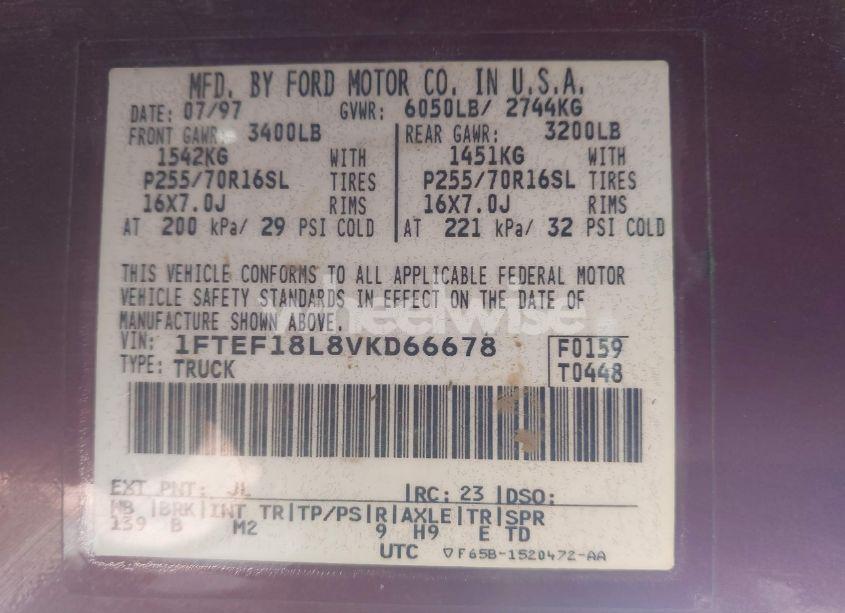 MFD. BY FORD MOTOR CO. IN U.S.A.
DATE: 07/97 GVWR: 6050LB/ 2744KG
FRONT GAWR: 3400LB REAR GAWR: 3200LB
1542KG WITH 1451KG WITH
P255/70R16SL TIRES P255/70R16SL TIRES
16X7.0J RIMS 16X7.0J RIMS
AT 200 kPa/ 29 PSI COLD AT 221 kPa/ 32 PSI COLD
THIS VEHICLE CONFORMS TO ALL APPLICABLE FEDERAL MOTOR
VEHICLE SAFETY STANDARDS IN EFFECT ON THE DATE OF
MANUFACTURE SHOWN ABOVE.
wheelwise
VIN: 1FTEF18L8VKD66678 F0159
TYPE: TRUCK T0448
EXT PNT: JL RC: 23 DSO:
WB BRK INT TR TP/PS R AXLE TR SPR
139 B M2 9 H9 E TD
UTC ▽F65B-1520472-AA